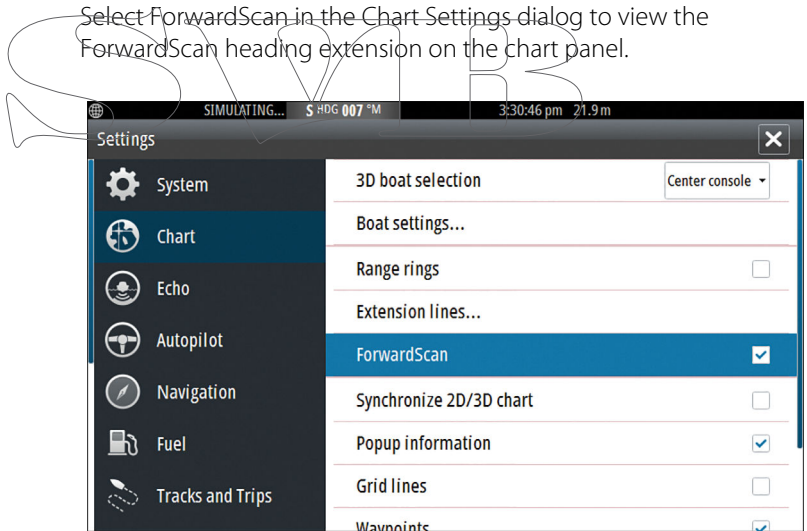 Select ForwardScan in the Chart Settings dialog to view the
ForwardScan heading extension on the chart panel.
SVB
SIMULATING... S HDG 007 °M 3:30:46 pm 21.9 m
Settings
System
Chart
Echo
Autopilot
Navigation
Fuel
Tracks and Trips
3D boat selection Center console
Boat settings...
Range rings
Extension lines...
ForwardScan
Synchronize 2D/3D chart
Popup information
Grid lines
Waypoints